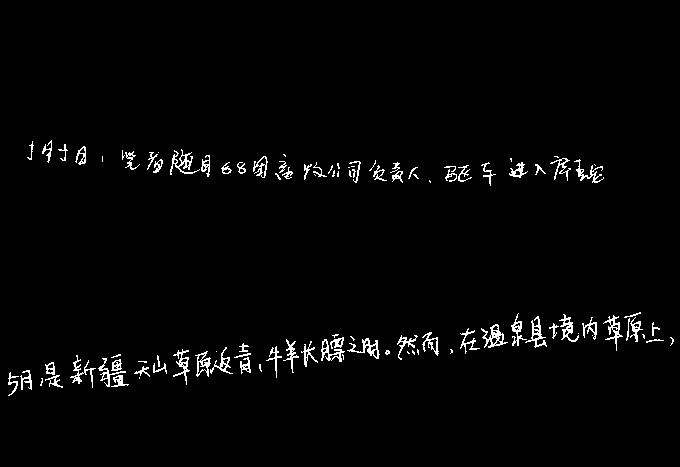 5月5日,笔者随同68团畜牧公司负责人、驱车进入库克
5月是新疆天山草原返青、牛羊长膘之时。然而,在温泉县境内草原上,